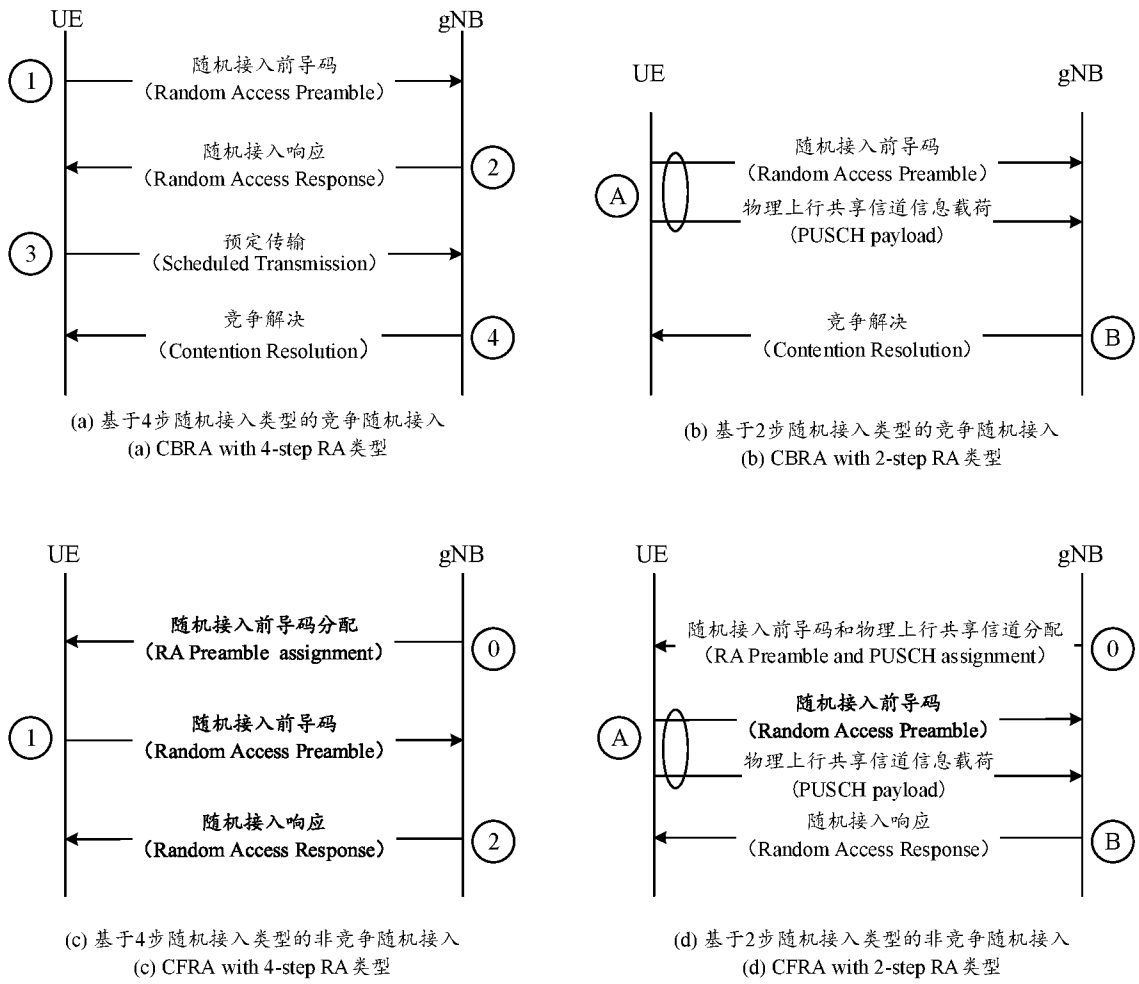 UE
gNB
①
随机接入前导码
（Random Access Preamble）
随机接入响应
（Random Access Response）
②
③
预定传输
（Scheduled Transmission）
竞争解决
（Contention Resolution）
④
(a) 基于4步随机接入类型的竞争随机接入
(a) CBRA with 4-step RA类型
UE
gNB
随机接入前导码
（Random Access Preamble）
Ⓐ
物理上行共享信道信息载荷
（PUSCH payload）
竞争解决
（Contention Resolution）
Ⓑ
(b) 基于2步随机接入类型的竞争随机接入
(b) CBRA with 2-step RA类型
UE
gNB
随机接入前导码分配
（RA Preamble assignment）
⓪
①
随机接入前导码
（Random Access Preamble）
随机接入响应
（Random Access Response）
②
(c) 基于4步随机接入类型的非竞争随机接入
(c) CFRA with 4-step RA类型
UE
gNB
随机接入前导码和物理上行共享信道分配
（RA Preamble and PUSCH assignment）
⓪
随机接入前导码
（Random Access Preamble）
Ⓐ
物理上行共享信道信息载荷
（PUSCH payload）
随机接入响应
（Random Access Response）
Ⓑ
(d) 基于2步随机接入类型的非竞争随机接入
(d) CFRA with 2-step RA类型